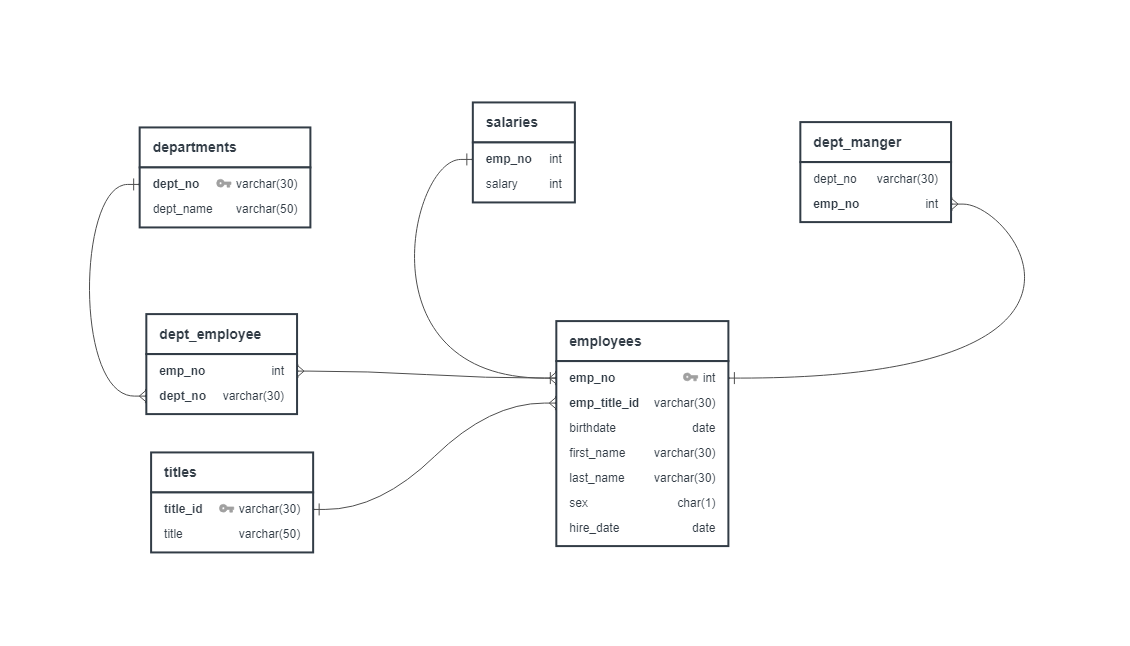 departments
dept_no varchar(30)
dept_name varchar(50)
salaries
emp_no int
salary int
dept_manger
dept_no varchar(30)
emp_no int
dept_employee
emp_no int
dept_no varchar(30)
employees
emp_no int
emp_title_id varchar(30)
birthdate date
first_name varchar(30)
last_name varchar(30)
sex char(1)
hire_date date
titles
title_id varchar(30)
title varchar(50)